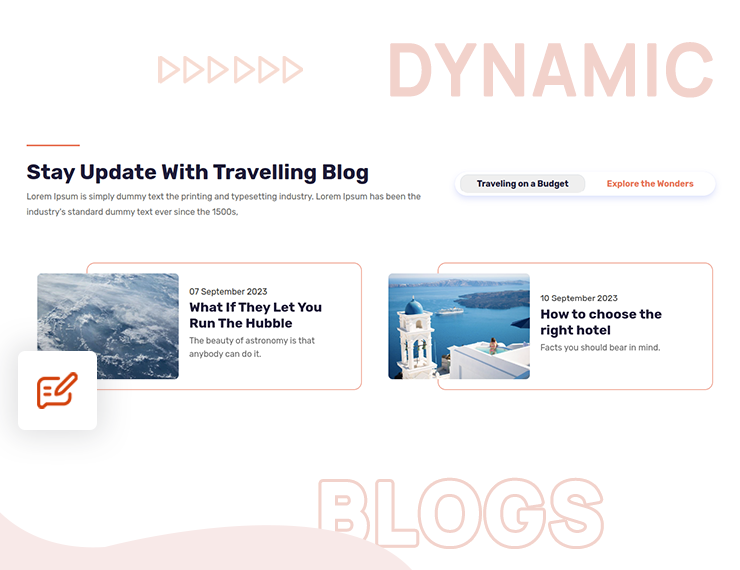 DYNAMIC
Stay Update With Travelling Blog
Lorem Ipsum is simply dummy text the printing and typesetting industry. Lorem Ipsum has been the
industry's standard dummy text ever since the 1500s,
Traveling on a Budget
Explore the Wonders
07 September 2023
What If They Let You
Run The Hubble
The beauty of astronomy is that
anybody can do it.
10 September 2023
How to choose the
right hotel
Facts you should bear in mind.
BLOGS